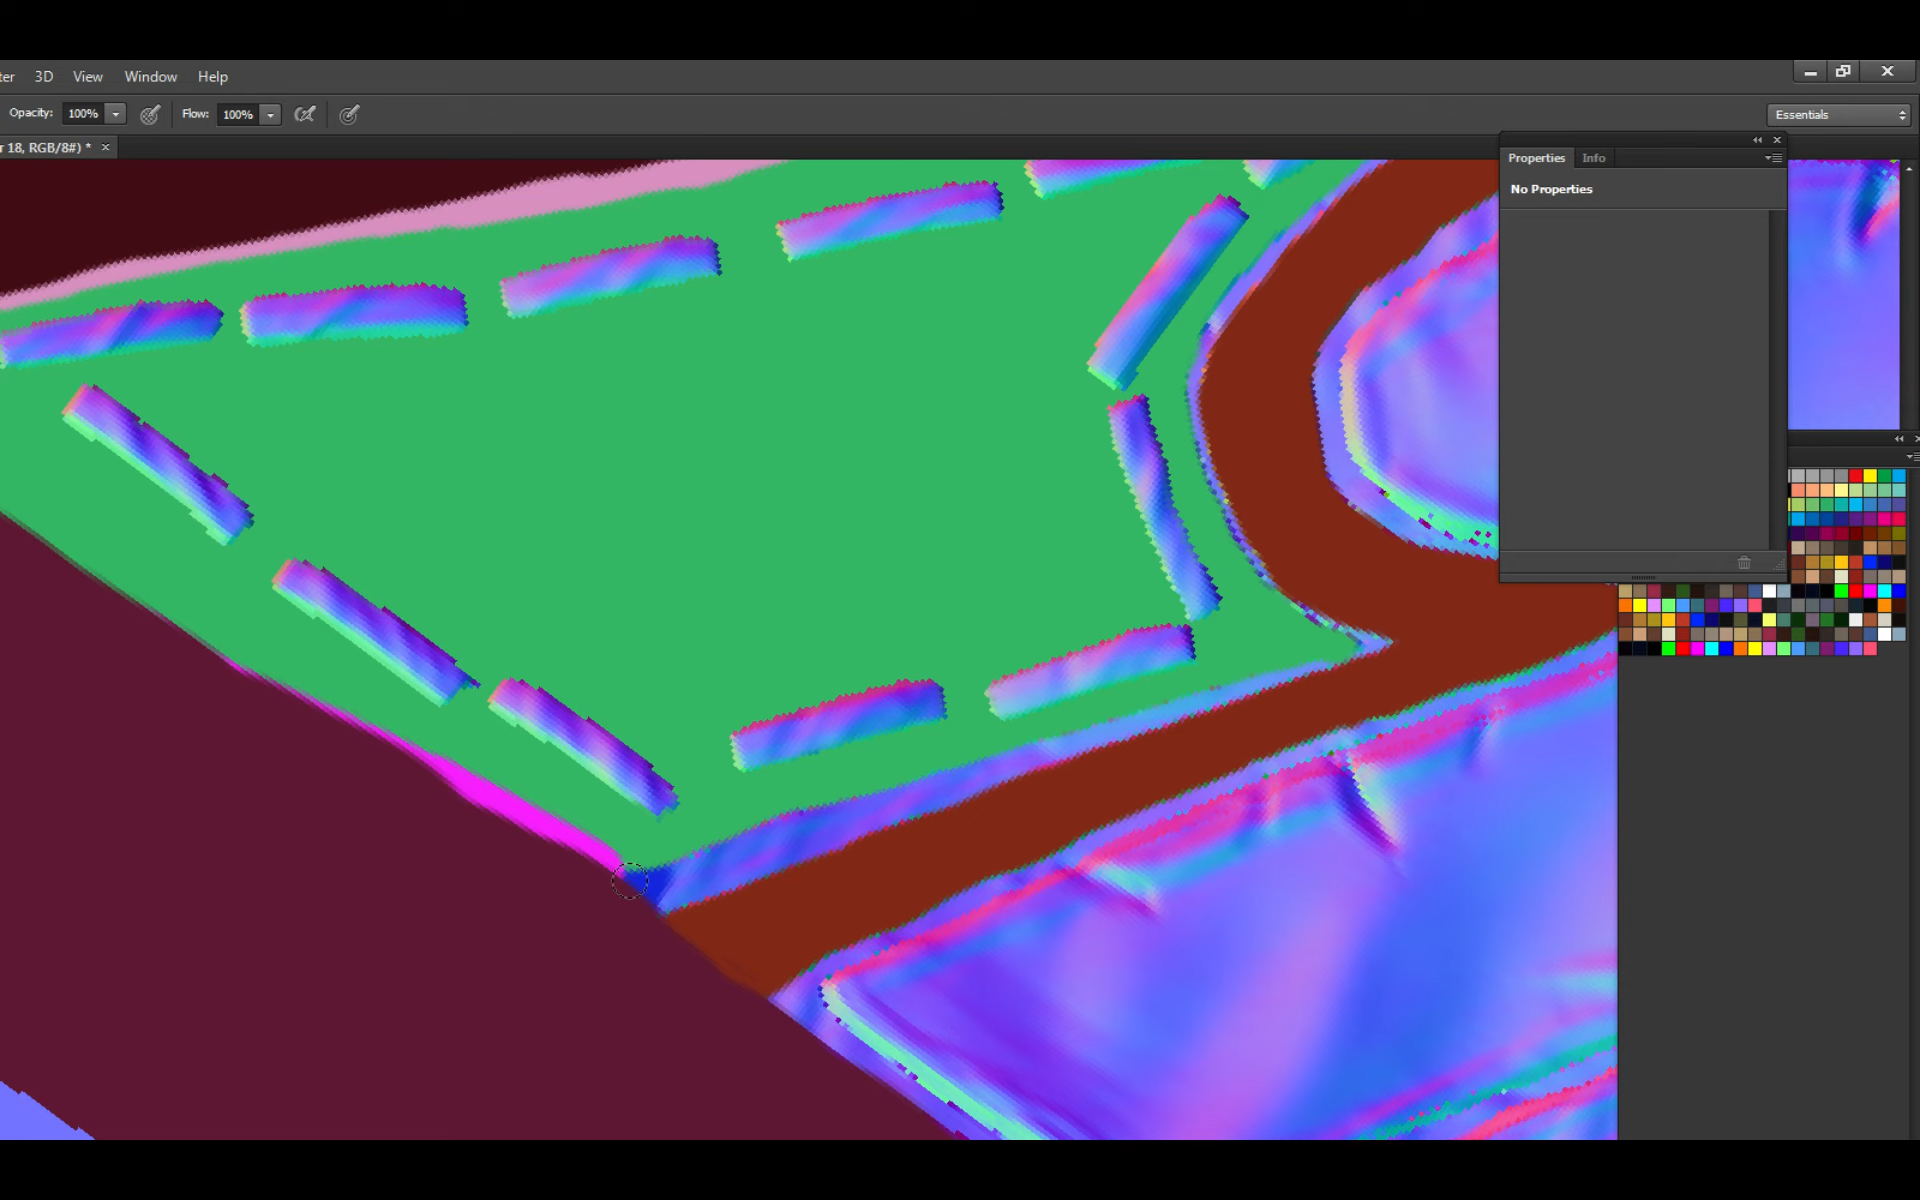 ter 3D View Window Help
Opacity: 100% Flow: 100% Essentials
r 18, RGB/8#) *
Properties Info
No Properties